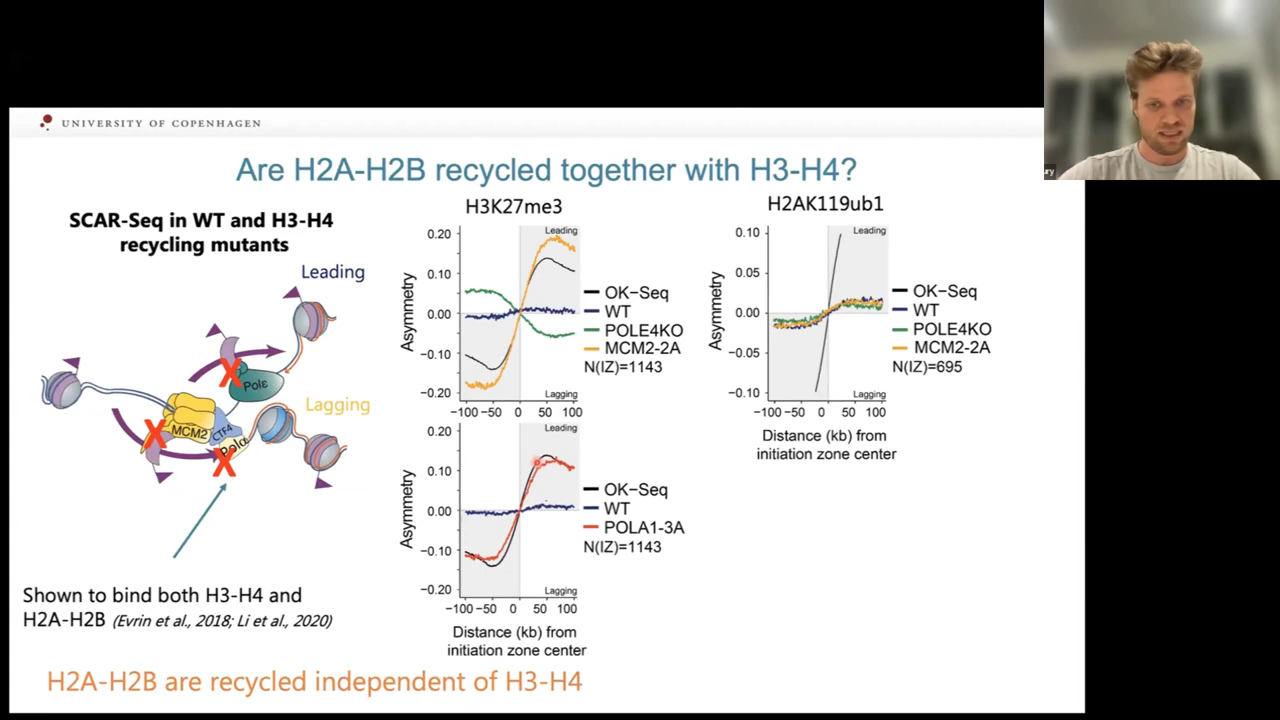 UNIVERSITY OF COPENHAGEN
Are H2A-H2B recycled together with H3-H4?
SCAR-Seq in WT and H3-H4
recycling mutants
Leading
Polε
Lagging
MCM2
CTF4
Polα
Shown to bind both H3-H4 and
H2A-H2B (Evrin et al., 2018; Li et al., 2020)
H3K27me3
Asymmetry
0.20
0.10
0.00
−0.10
−0.20
Leading
Lagging
−100 −50 0 50 100
OK−Seq
WT
POLE4KO
MCM2-2A
N(IZ)=1143
Asymmetry
0.20
0.10
0.00
−0.10
−0.20
Leading
Lagging
−100 −50 0 50 100
Distance (kb) from
initiation zone center
OK−Seq
WT
POLA1-3A
N(IZ)=1143
H2AK119ub1
Asymmetry
0.10
0.05
0.00
−0.05
−0.10
Leading
Lagging
−100 −50 0 50 100
Distance (kb) from
initiation zone center
OK−Seq
WT
POLE4KO
MCM2-2A
N(IZ)=695
H2A-H2B are recycled independent of H3-H4